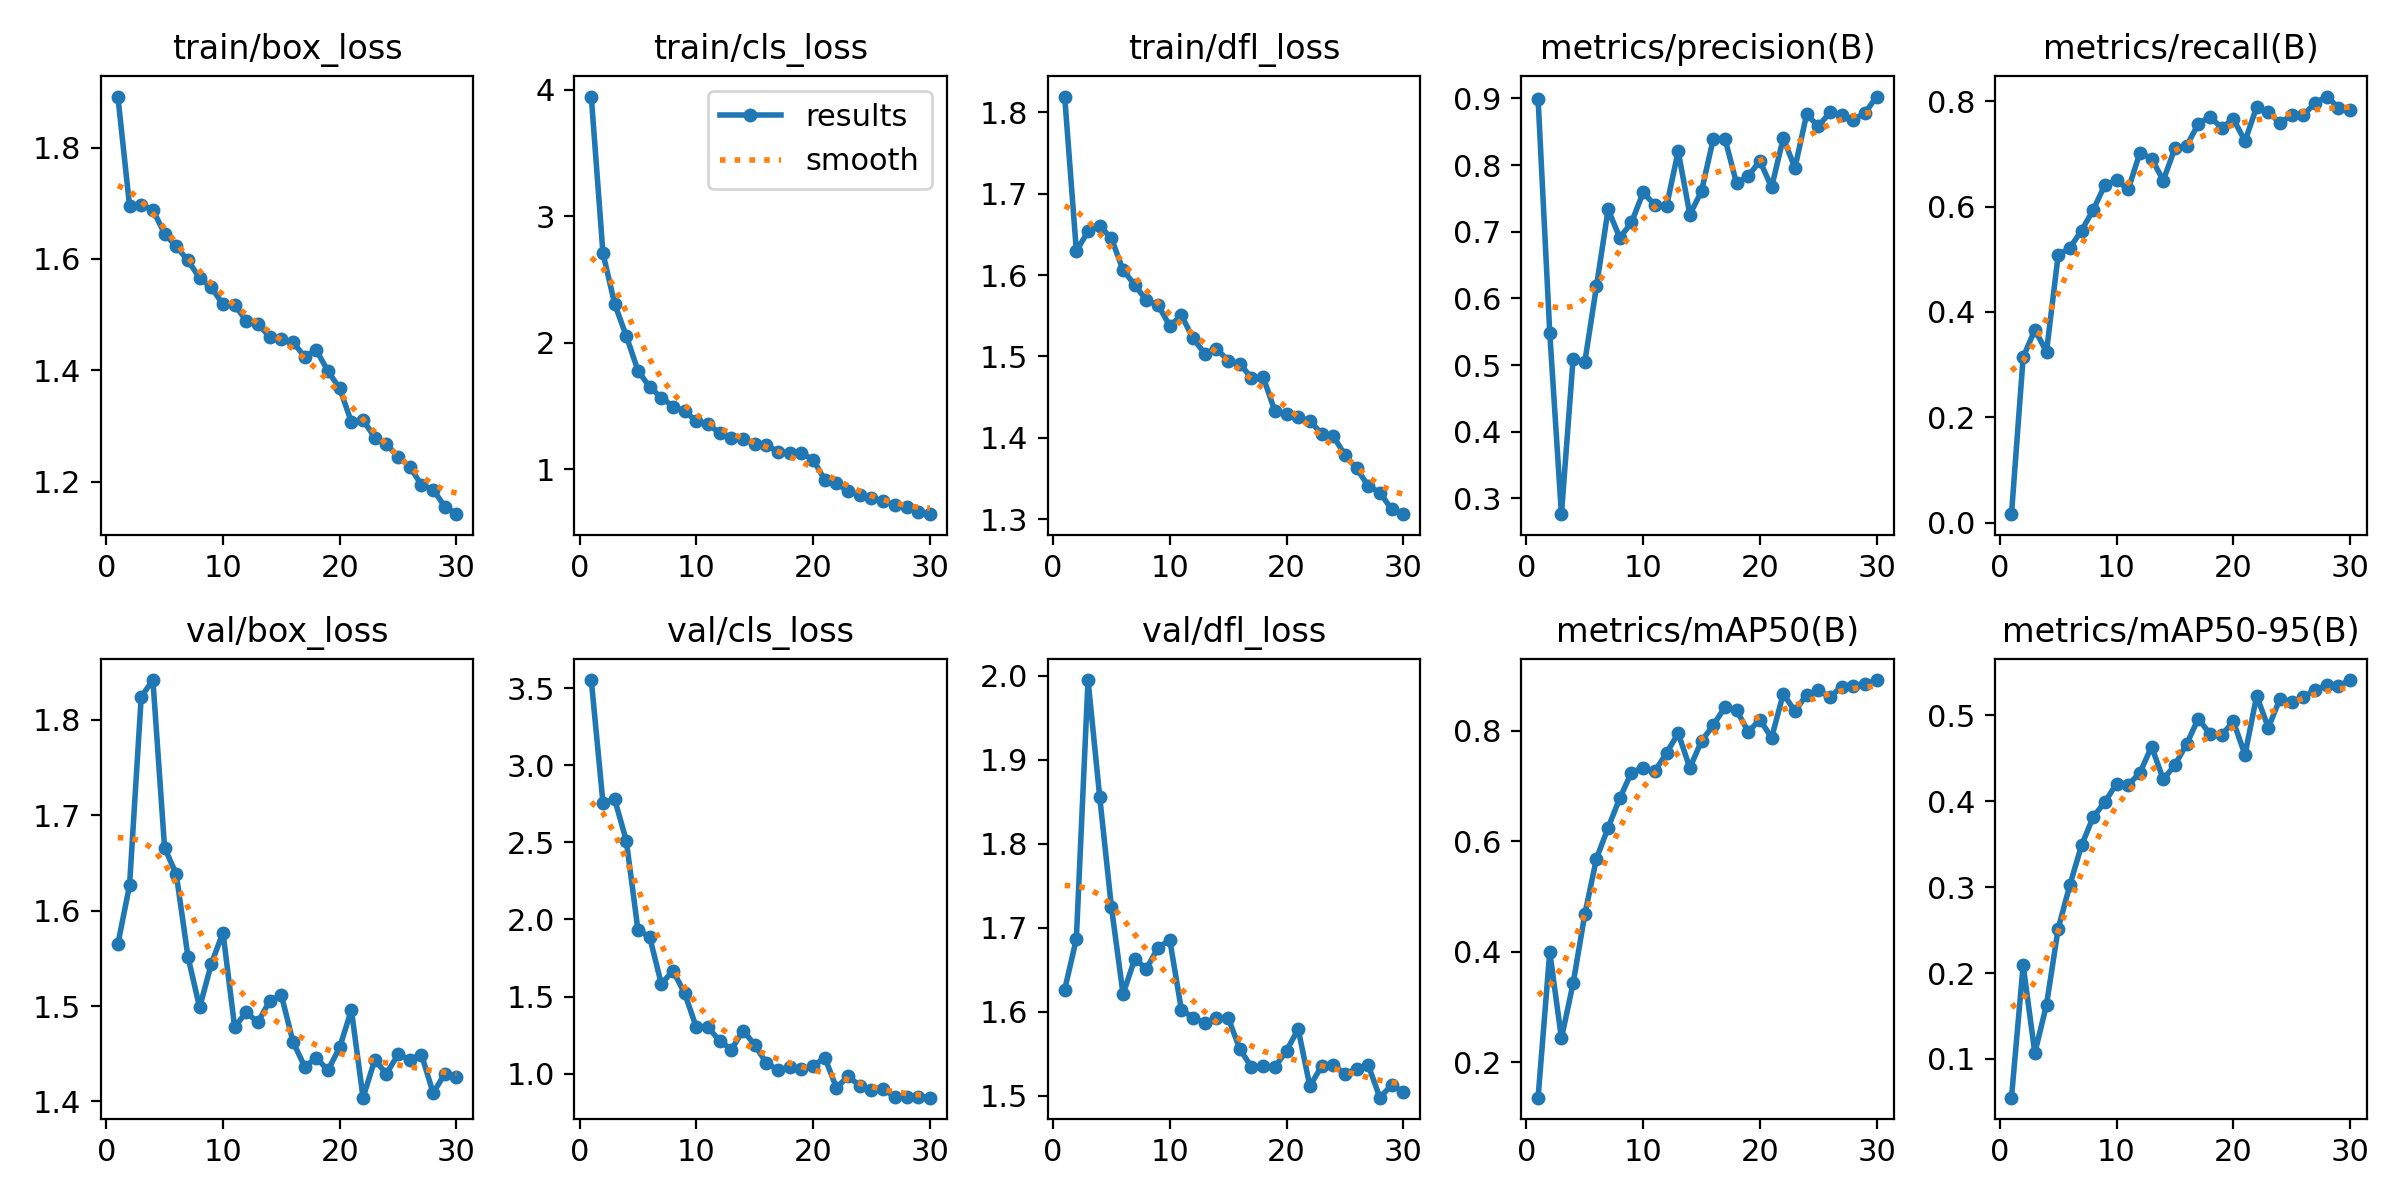 train/box_loss
1.8
1.6
1.4
1.2
0 10 20 30
train/cls_loss
results
smooth
4
3
2
1
0 10 20 30
train/dfl_loss
1.8
1.7
1.6
1.5
1.4
1.3
0 10 20 30
metrics/precision(B)
0.9
0.8
0.7
0.6
0.5
0.4
0.3
0 10 20 30
metrics/recall(B)
0.8
0.6
0.4
0.2
0.0
0 10 20 30
val/box_loss
1.8
1.7
1.6
1.5
1.4
0 10 20 30
val/cls_loss
3.5
3.0
2.5
2.0
1.5
1.0
0 10 20 30
val/dfl_loss
2.0
1.9
1.8
1.7
1.6
1.5
0 10 20 30
metrics/mAP50(B)
0.8
0.6
0.4
0.2
0 10 20 30
metrics/mAP50-95(B)
0.5
0.4
0.3
0.2
0.1
0 10 20 30